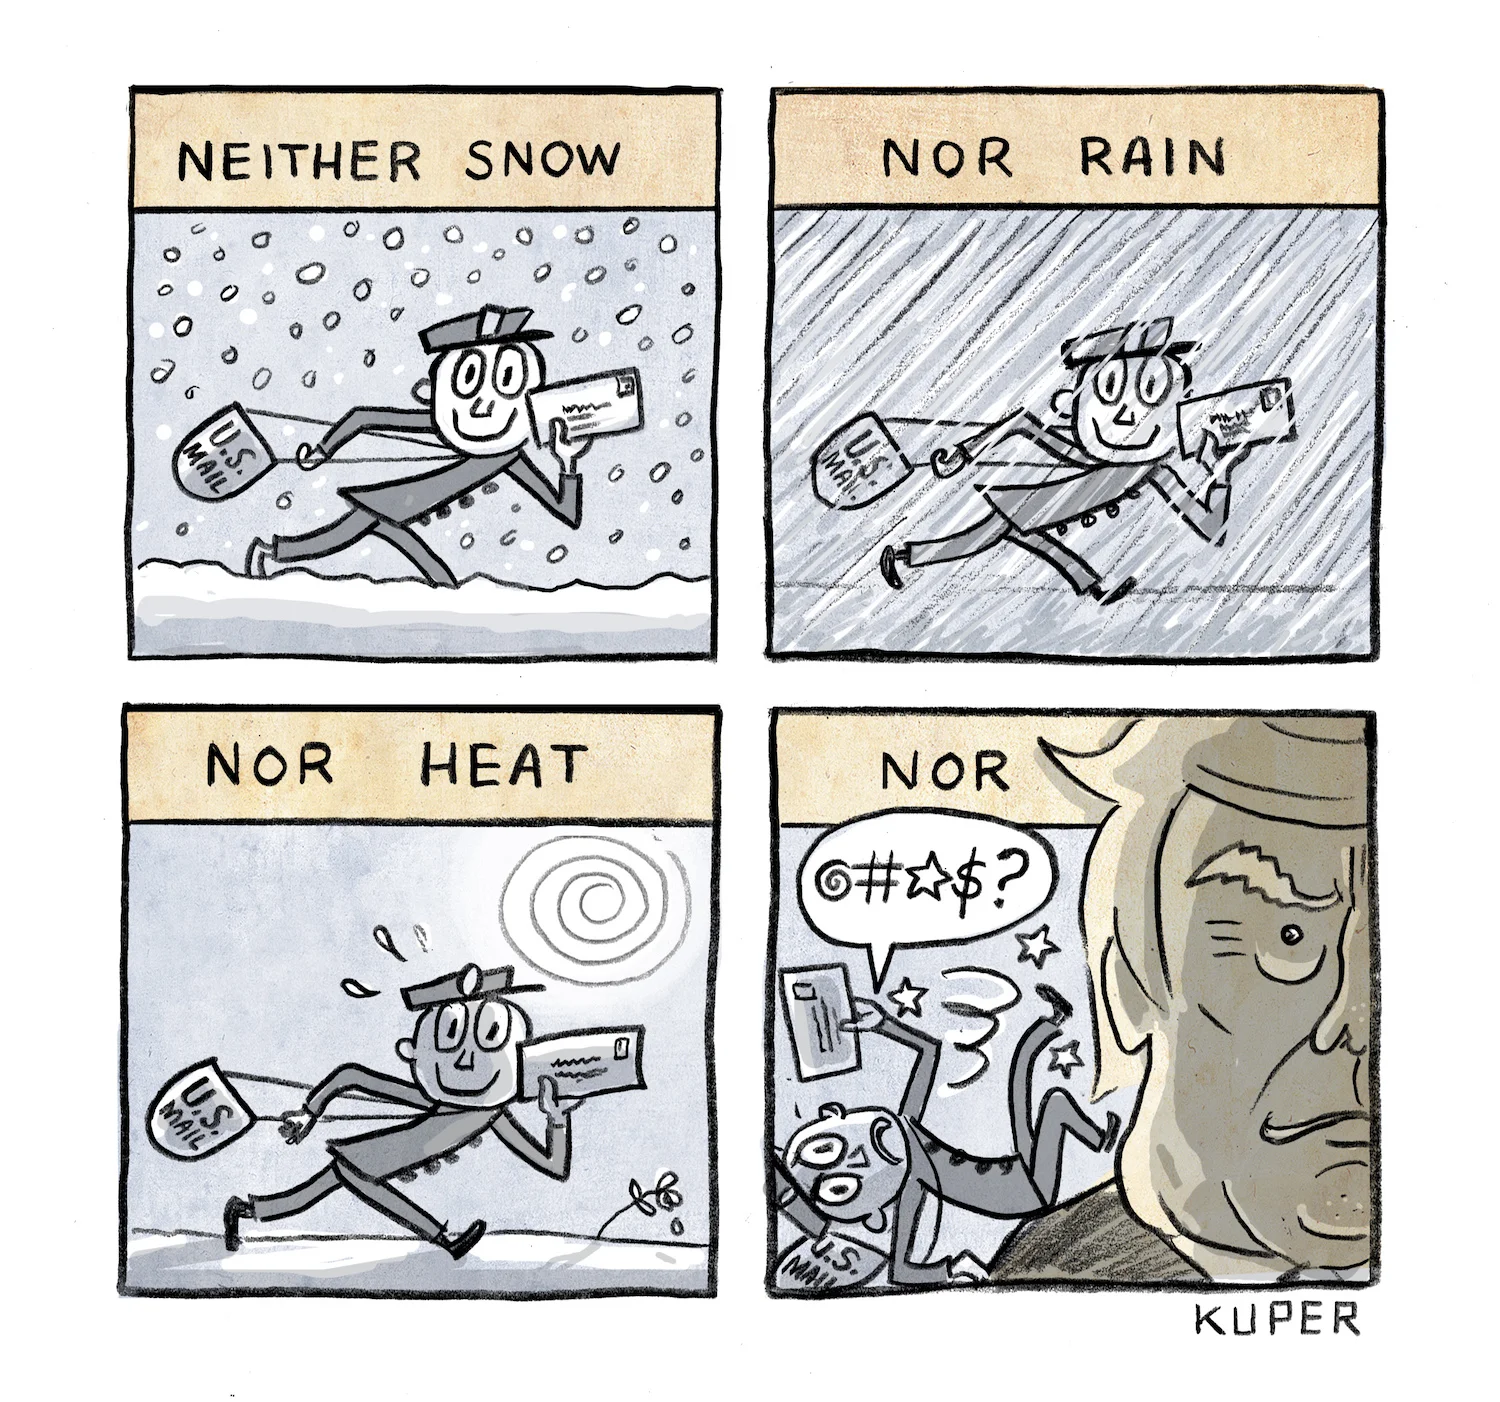 NEITHER SNOW
U.S.
MAIL
NOR RAIN
U.S.
MAIL
NOR HEAT
U.S.
MAIL
NOR
@#☆$?
U.S.
MAIL
KUPER